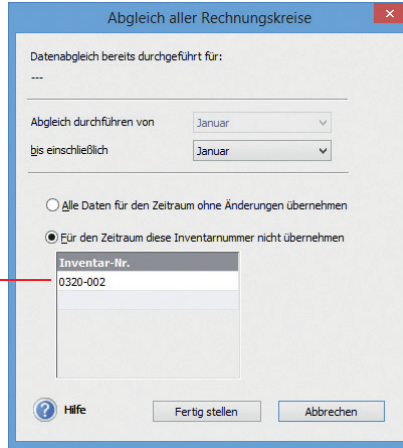 Abgleich aller Rechnungskreise
Datenabgleich bereits durchgeführt für:
---
Abgleich durchführen von Januar
bis einschließlich Januar
Alle Daten für den Zeitraum ohne Änderungen übernehmen
Für den Zeitraum diese Inventarnummer nicht übernehmen
Inventar-Nr.
0320-002
Hilfe Fertig stellen Abbrechen